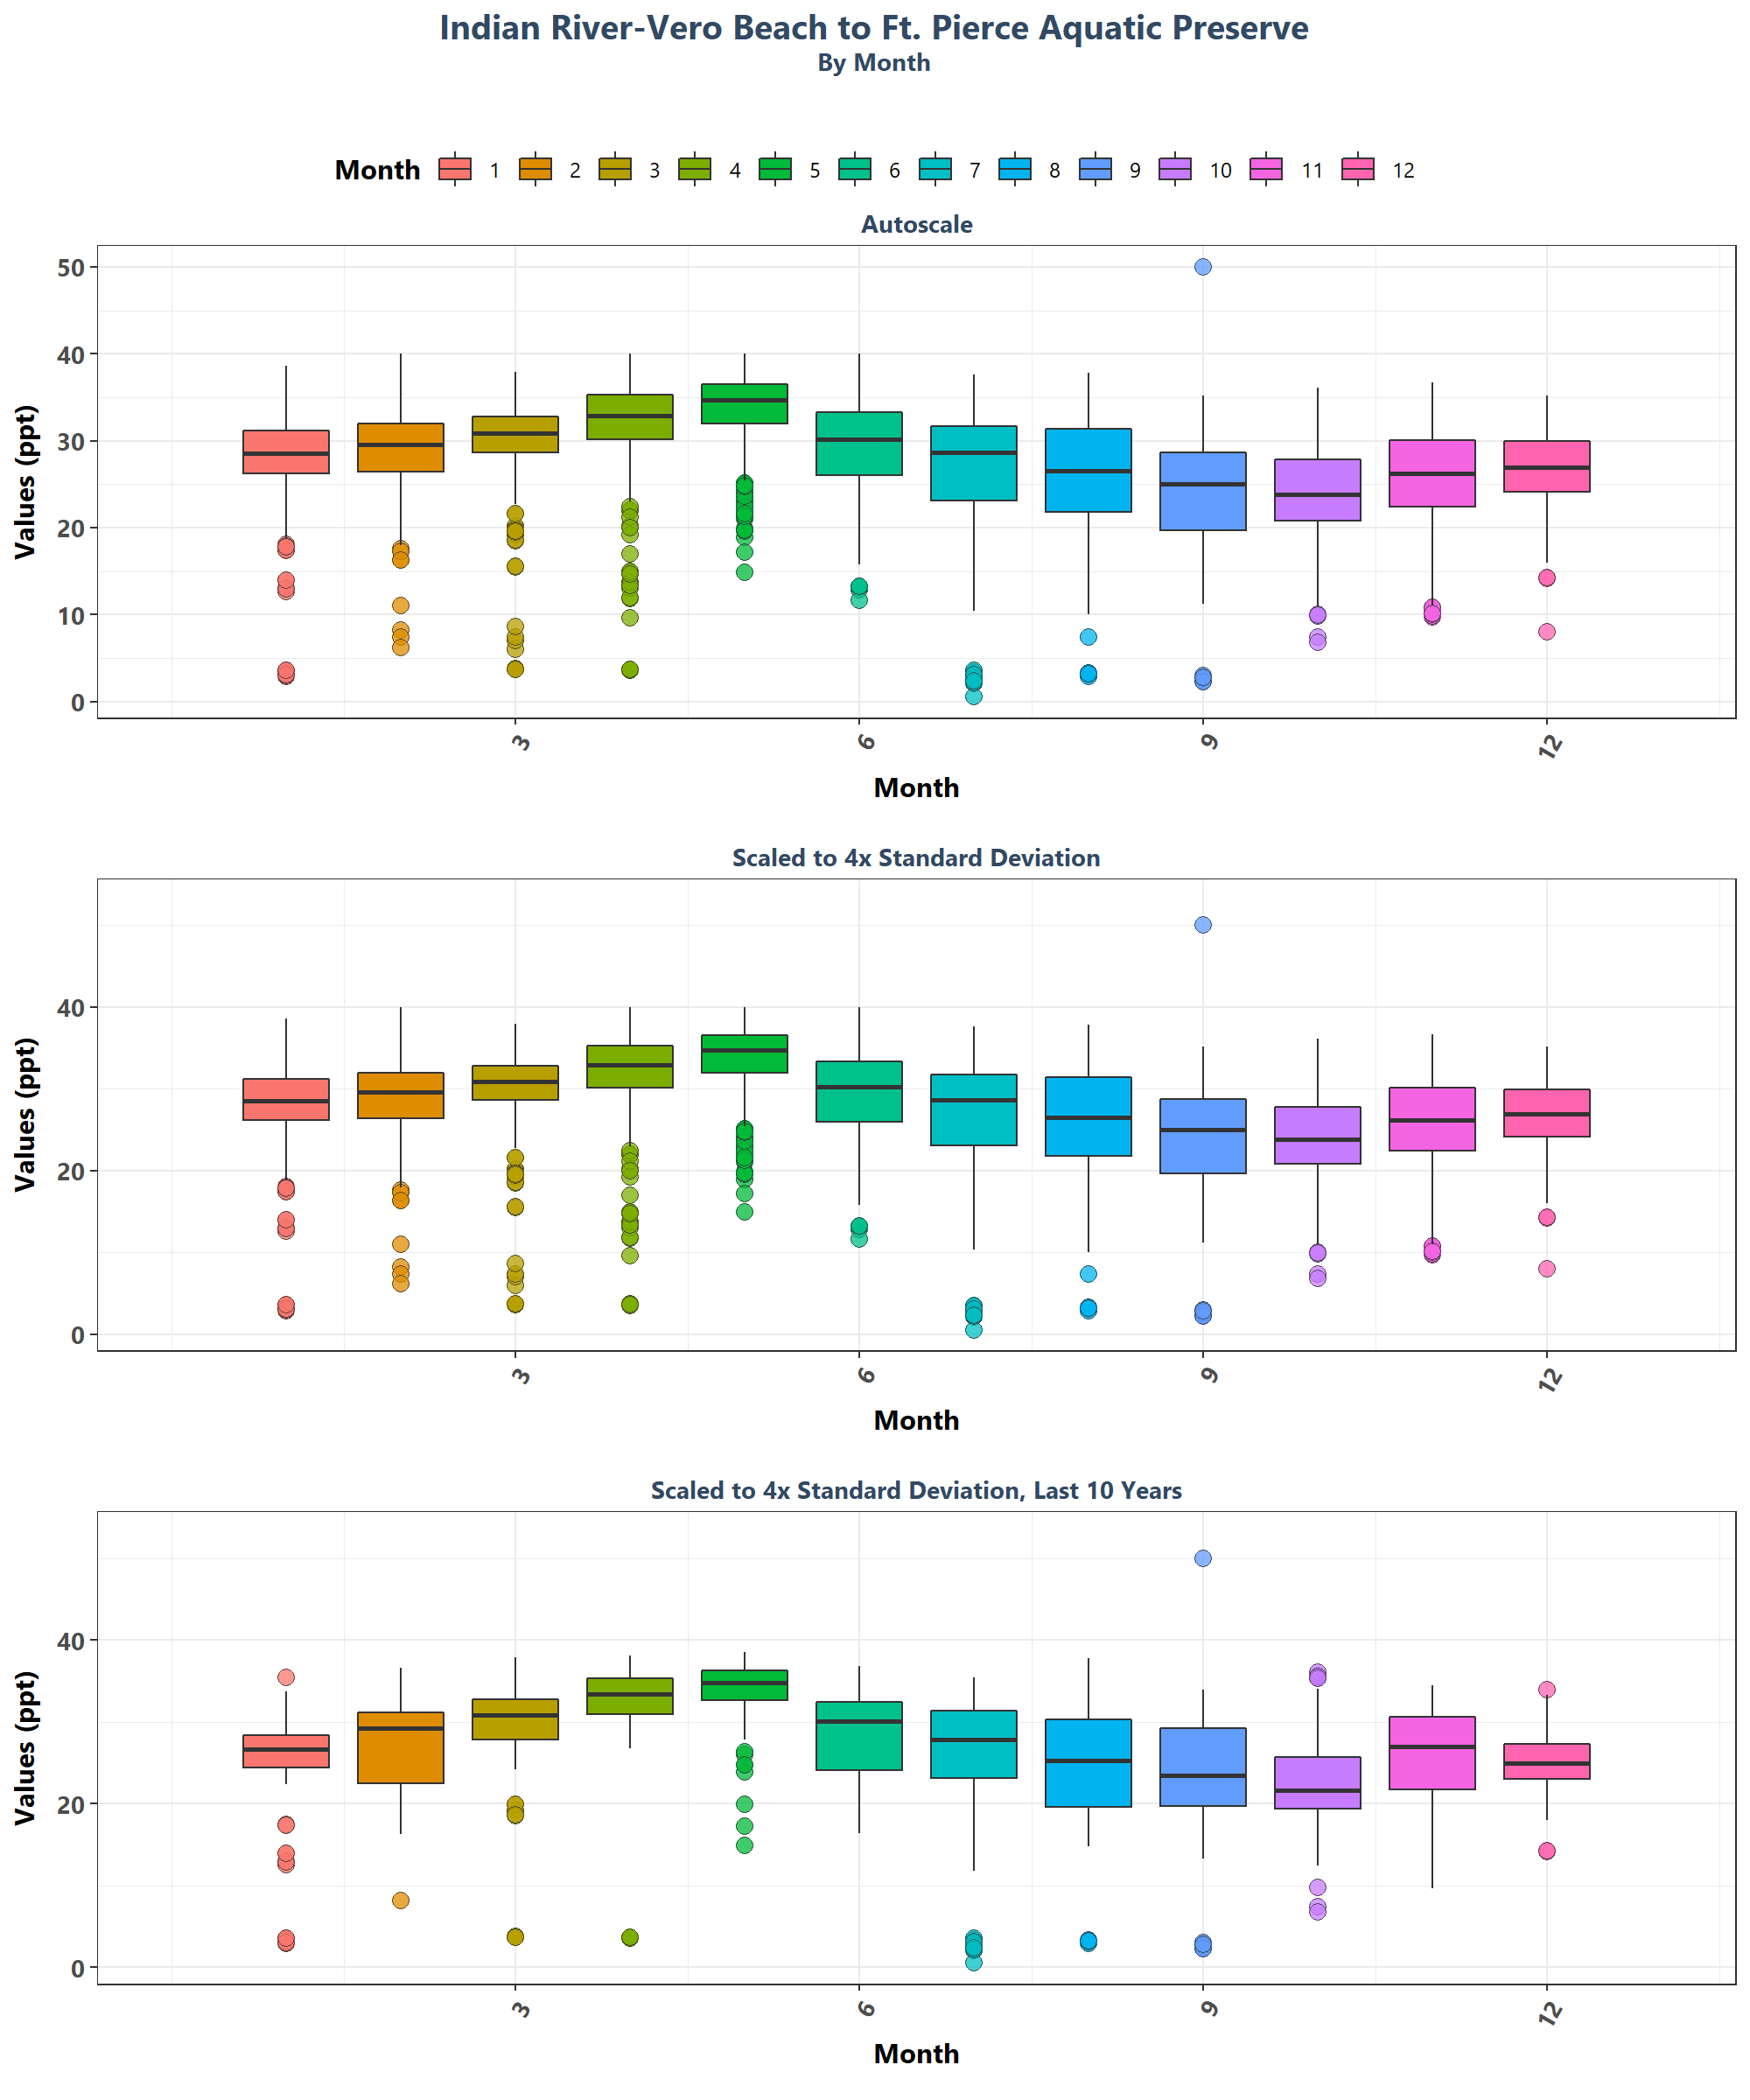 Indian River-Vero Beach to Ft. Pierce Aquatic Preserve
By Month
Month 1 2 3 4 5 6 7 8 9 10 11 12
Autoscale
Values (ppt)
50
40
30
20
10
0
3 6 9 12
Month
Scaled to 4x Standard Deviation
Values (ppt)
40
20
0
3 6 9 12
Month
Scaled to 4x Standard Deviation, Last 10 Years
Values (ppt)
40
20
0
3 6 9 12
Month